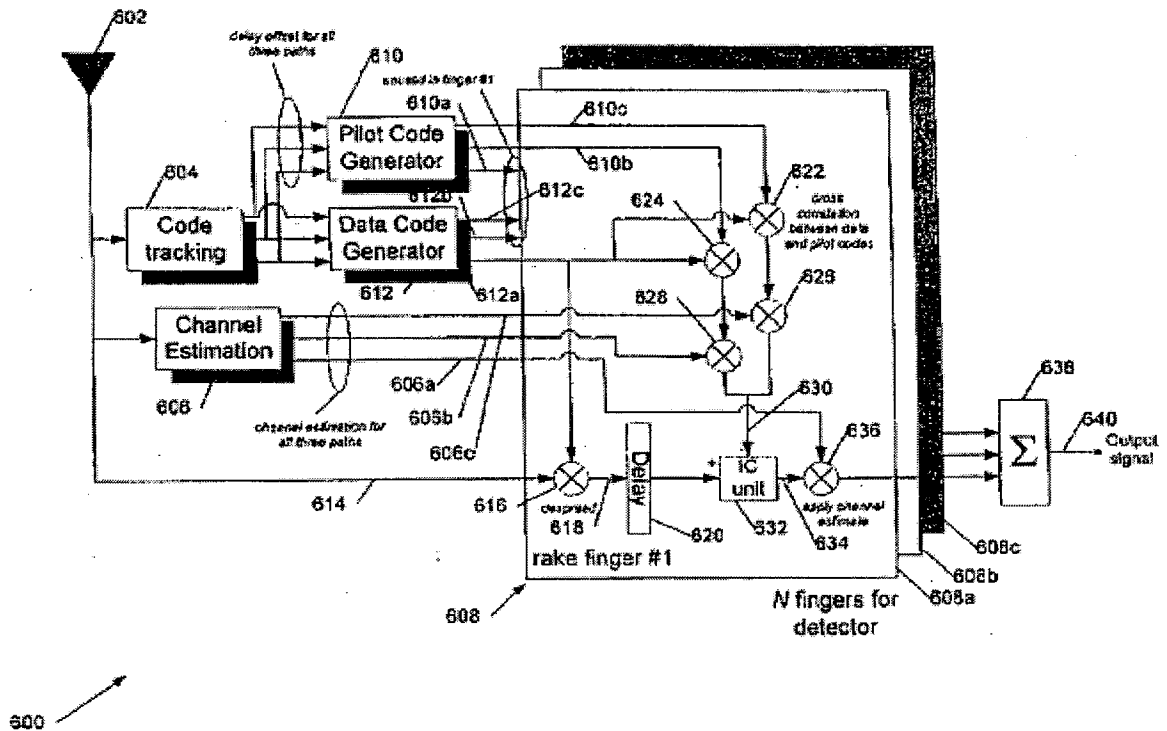 602
delay offset for all
three paths
610
unused in finger #1
610a
610c
Pilot Code
Generator
610b
604
622
612b
612c
624
cross
correlation
between data
and pilot codes
Code
tracking
Data Code
Generator
612
612a
628
626
Channel
Estimation
638
606
606a
630
640
606b
636
Output
signal
channel estimation for
all three paths
606c
Σ
Delay
+
IC
unit
614
616
despread
618
apply channel
estimate
620
632
634
608c
rake finger #1
608b
608
N fingers for
detector
608a
600